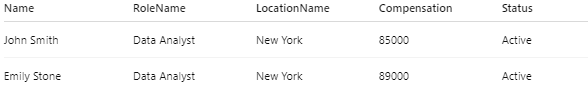 Name RoleName LocationName Compensation Status
John Smith Data Analyst New York 85000 Active
Emily Stone Data Analyst New York 89000 Active